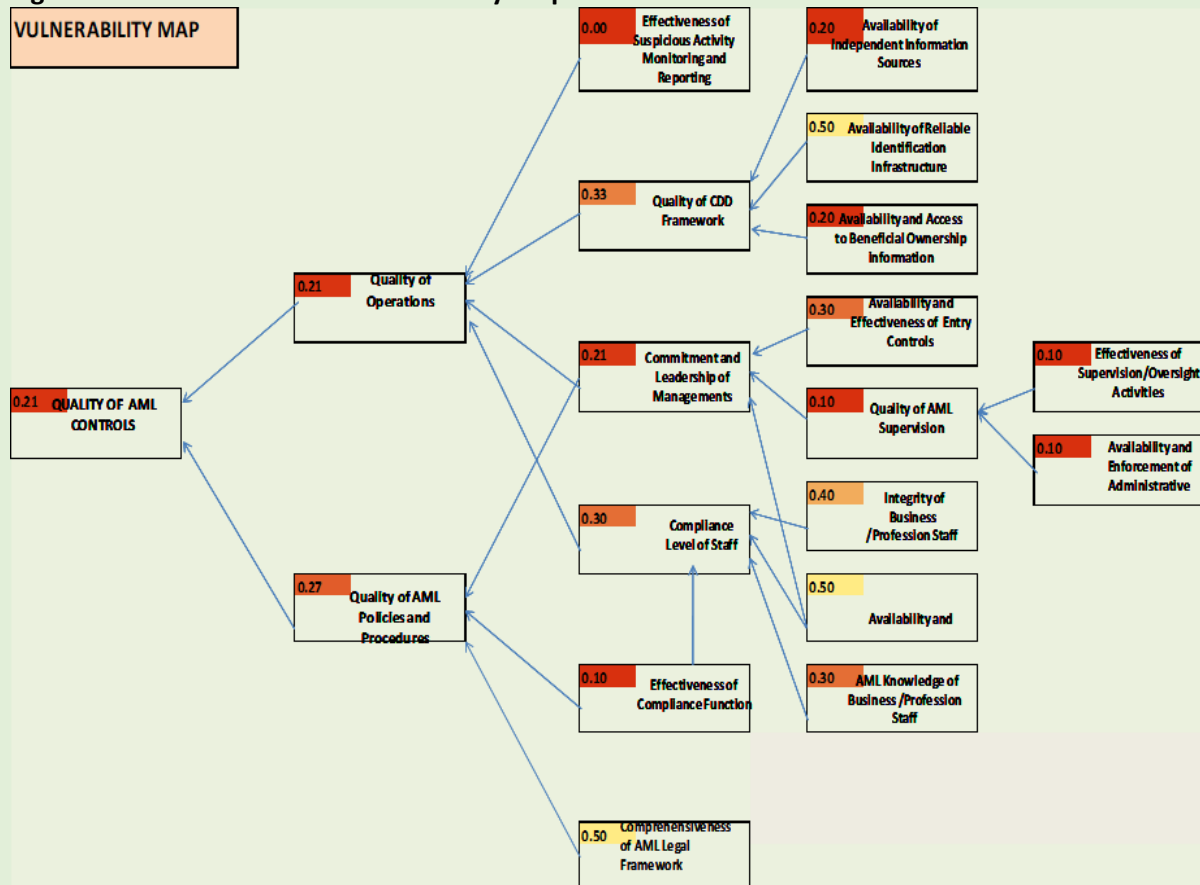 VULNERABILITY MAP
0.00
Effectiveness of
Suspicious Activity
Monitoring and
Reporting
0.20
Availability of
Independent Information
Sources
0.50
Availability of Reliable
Identification
Infrastructure
0.33
Quality of CDD
Framework
0.20
Availability and Access
to Beneficial Ownership
Information
0.21
Quality of
Operations
0.30
Availability and
Effectiveness of Entry
Controls
0.21
Commitment and
Leadership of
Managements
0.10
Effectiveness of
Supervision/Oversight
Activities
0.21
QUALITY OF AML
CONTROLS
0.10
Quality of AML
Supervision
0.10
Availability and
Enforcement of
Administrative
0.40
Integrity of
Business
/Profession Staff
0.30
Compliance
Level of Staff
0.27
Quality of AML
Policies and
Procedures
0.50
Availability and
0.10
Effectiveness of
Compliance Function
0.30
AML Knowledge of
Business /Profession
Staff
0.50
Comprehensiveness
of AML Legal
Framework